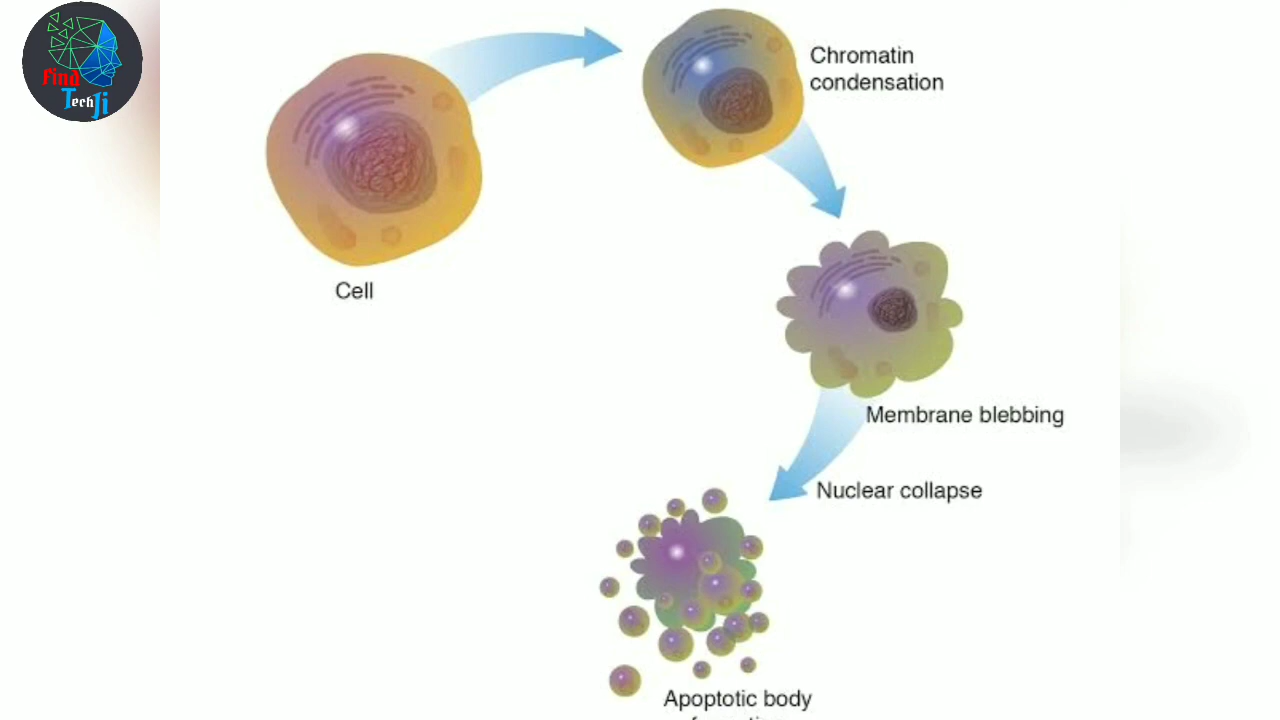 Find
Tech Ji
Chromatin
condensation
Cell
Membrane blebbing
Nuclear collapse
Apoptotic body